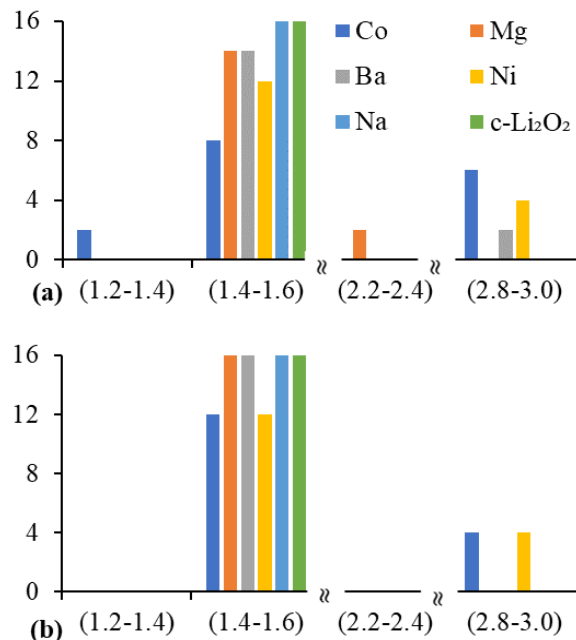 16
Co Mg
12
Ba Ni
8
Na c-Li₂O₂
4
0
≈ ≈
(a) (1.2-1.4) (1.4-1.6) (2.2-2.4) (2.8-3.0)
16
12
8
4
0
≈ ≈
(b) (1.2-1.4) (1.4-1.6) (2.2-2.4) (2.8-3.0)